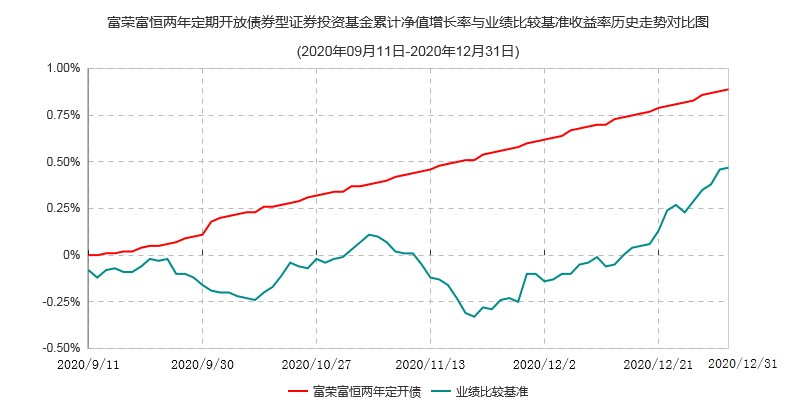 富荣富恒两年定期开放债券型证券投资基金累计净值增长率与业绩比较基准收益率历史走势对比图
(2020年09月11日-2020年12月31日)
1.00%
0.75%
0.50%
0.25%
0%
-0.25%
-0.50%
2020/9/11 2020/9/30 2020/10/27 2020/11/13 2020/12/2 2020/12/21 2020/12/31
富荣富恒两年定开债 业绩比较基准